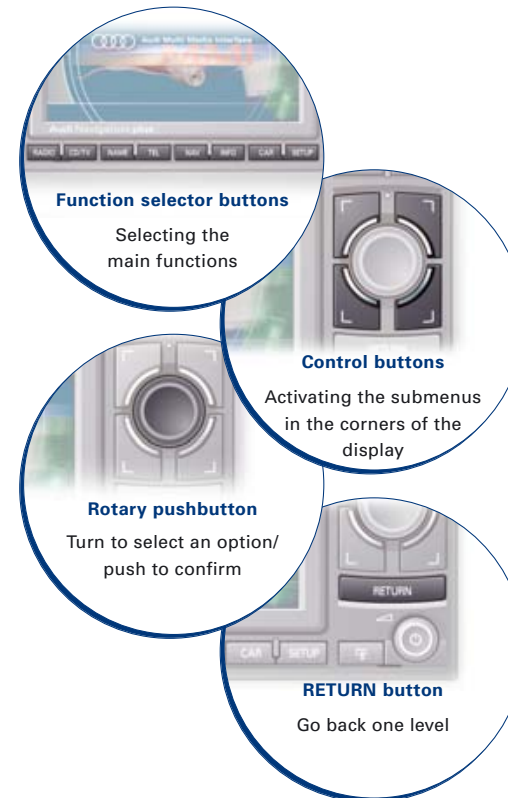 Audi Multi Media Interface
MMI
Audi Navigation plus
RADIO CD/TV NAME TEL NAV INFO CAR SETUP
Function selector buttons
Selecting the
main functions
Control buttons
Activating the submenus
in the corners of the
display
Rotary pushbutton
Turn to select an option/
push to confirm
RETURN
CAR SETUP
RETURN button
Go back one level